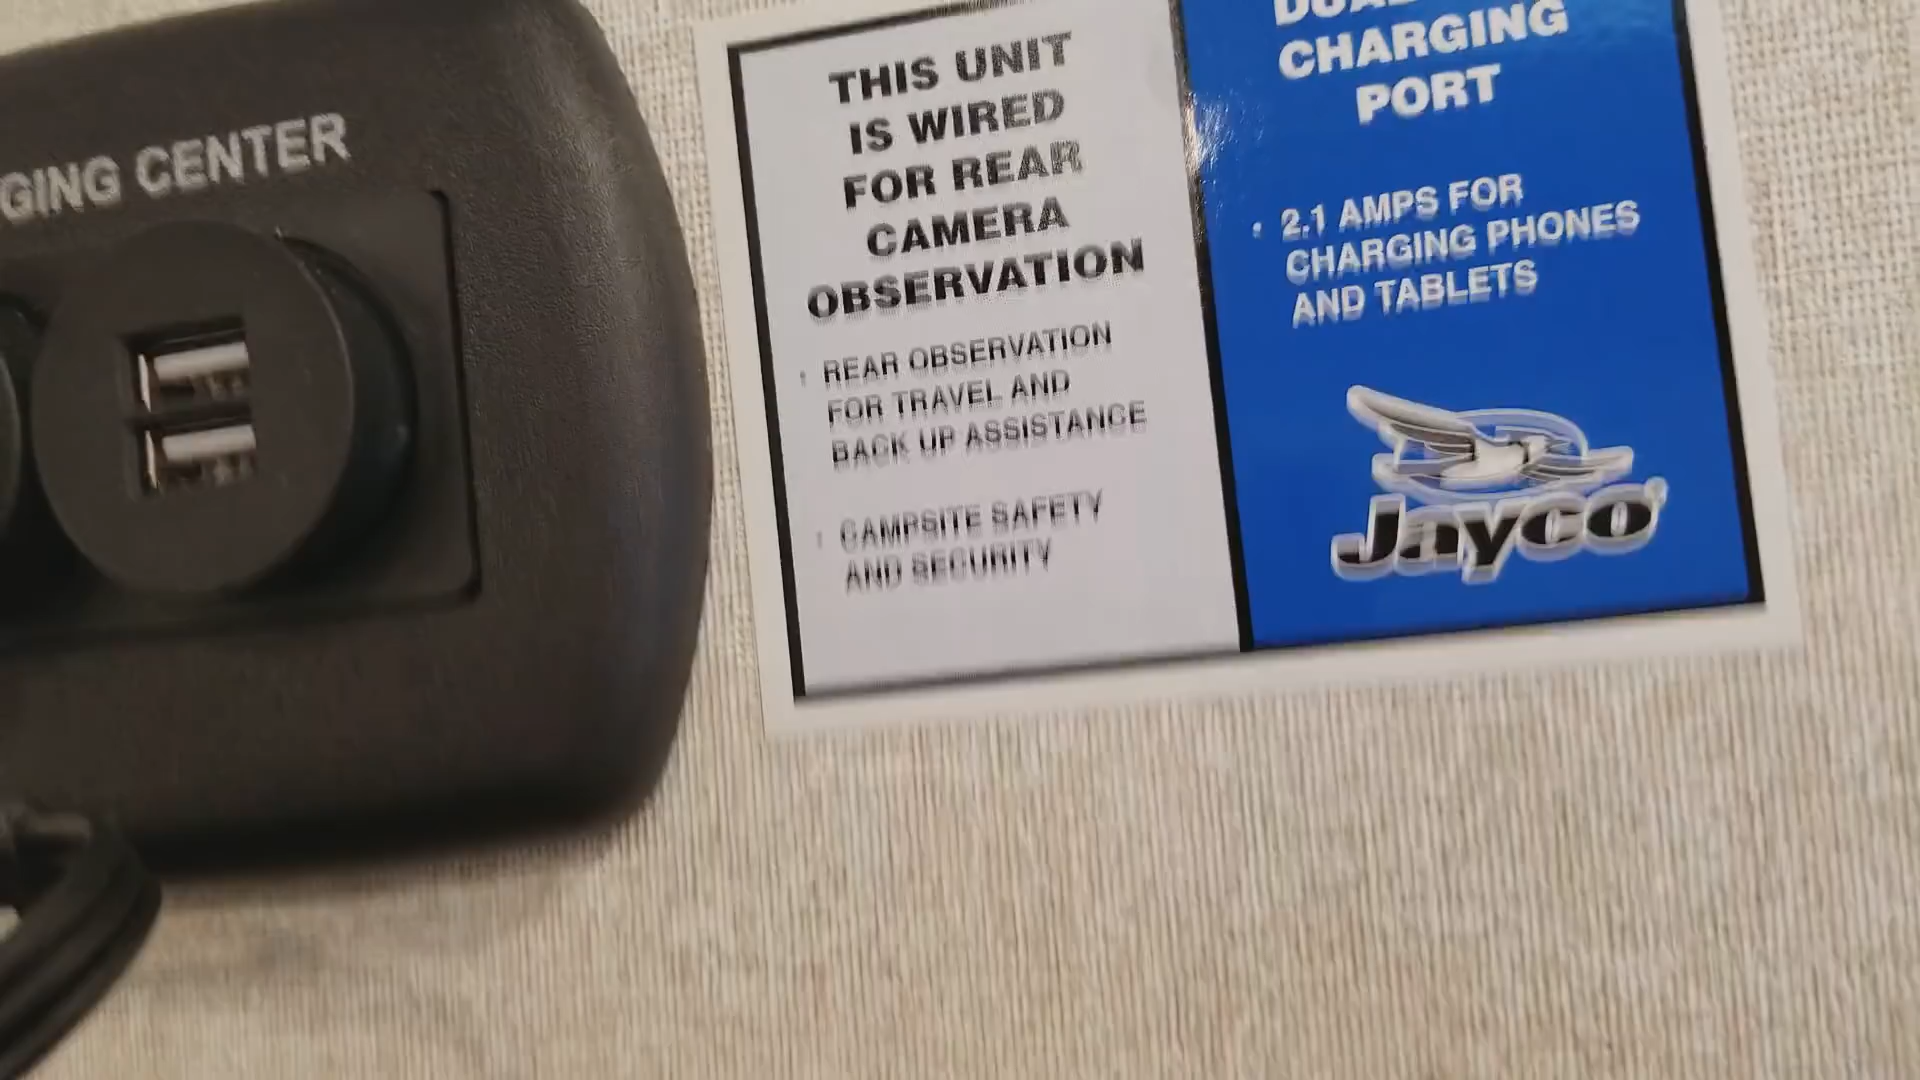 GING CENTER
THIS UNIT
IS WIRED
FOR REAR
CAMERA
OBSERVATION
REAR OBSERVATION
FOR TRAVEL AND
BACK UP ASSISTANCE
CAMPSITE SAFETY
AND SECURITY
DUAL
CHARGING
PORT
• 2.1 AMPS FOR
CHARGING PHONES
AND TABLETS
Jayco